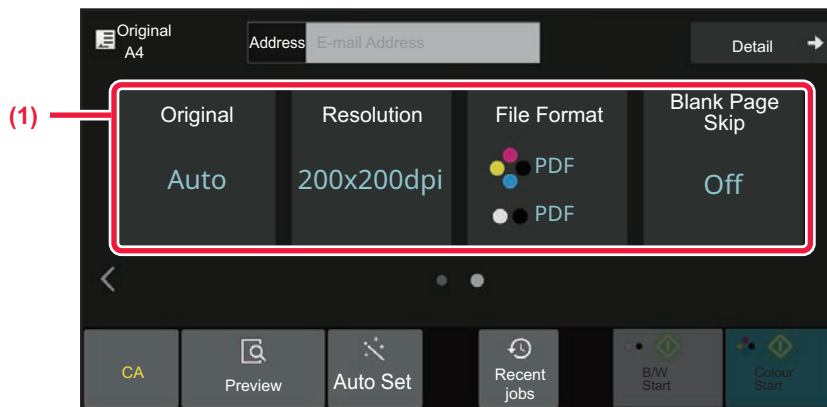 Original
A4
Address E-mail Address
Detail
(1)
Original
Auto
Resolution
200x200dpi
File Format
PDF
PDF
Blank Page
Skip
Off
CA
Preview
Auto Set
Recent
jobs
B/W
Start
Colour
Start